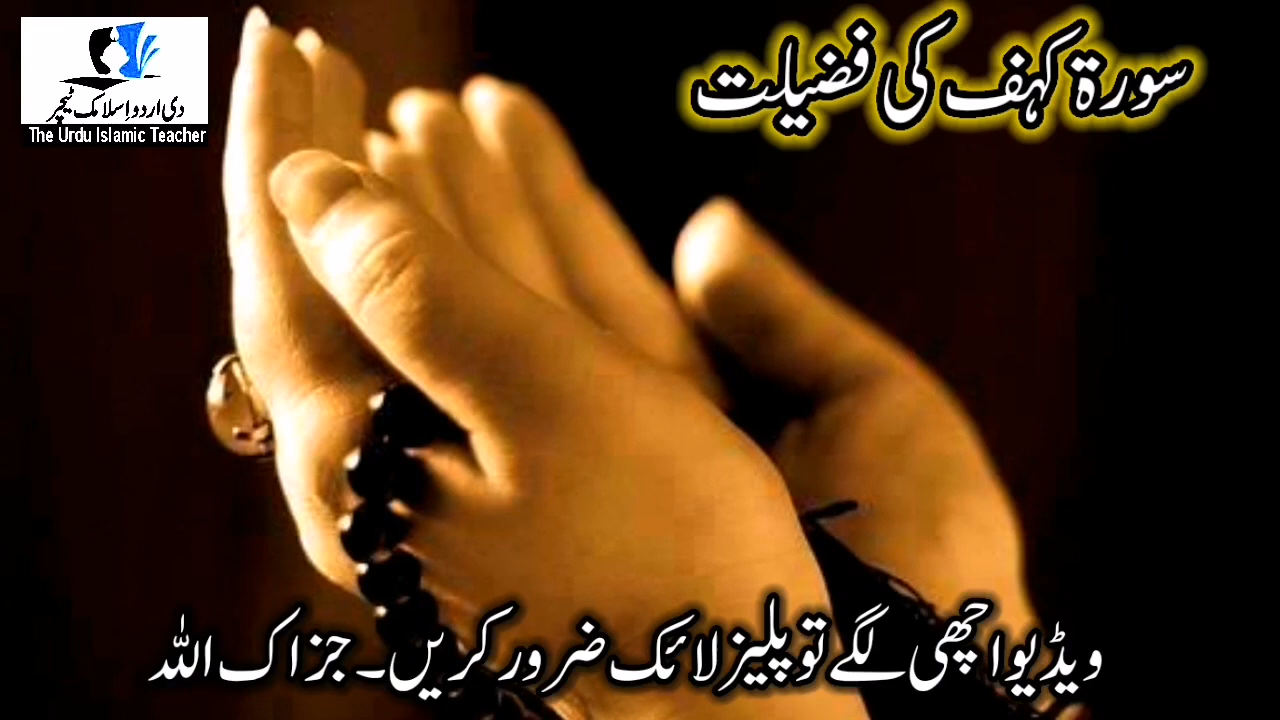 دی اردو اسلامک ٹیچر
The Urdu Islamic Teacher
سورۃ کہف کی فضیلت
ویڈیو اچھی لگے تو پلیز لائک ضرور کریں۔ جزاک اللہ